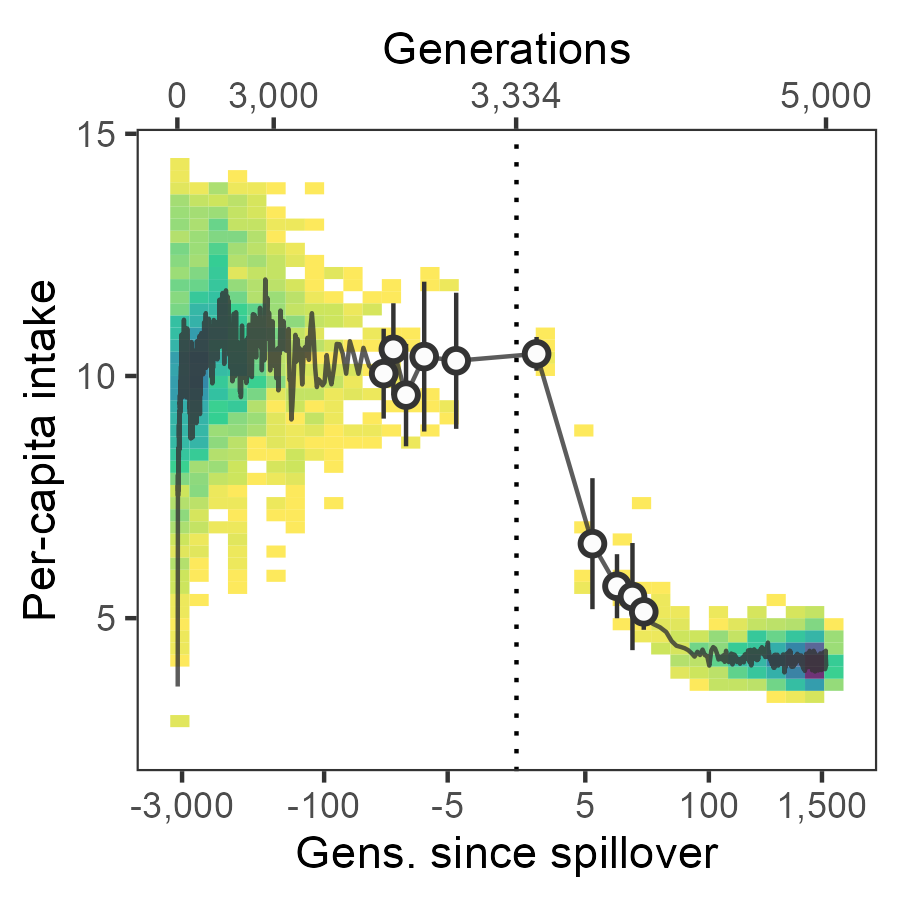 Generations
0 3,000 3,334 5,000
15
10
5
Per-capita intake
-3,000 -100 -5 5 100 1,500
Gens. since spillover